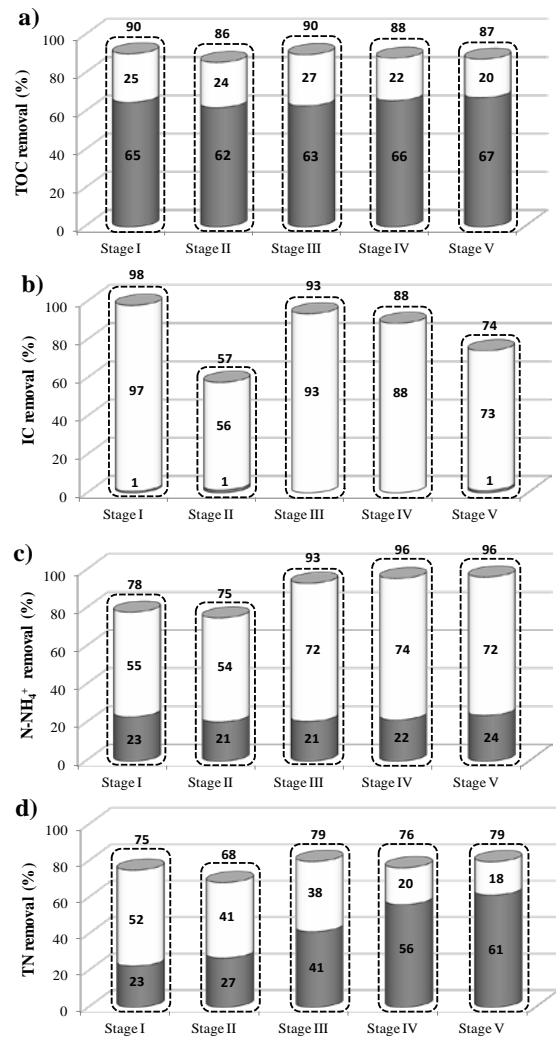 a)
TOC removal (%)
100
80
60
40
20
0
90 86 90 88 87
25 24 27 22 20
65 62 63 66 67
Stage I Stage II Stage III Stage IV Stage V
b)
IC removal (%)
100
80
60
40
20
0
98 57 93 88 74
97 56 93 88 73
1 1 1
Stage I Stage II Stage III Stage IV Stage V
c)
N-NH₄⁺ removal (%)
100
80
60
40
20
0
78 75 93 96 96
55 54 72 74 72
23 21 21 22 24
Stage I Stage II Stage III Stage IV Stage V
d)
TN removal (%)
100
80
60
40
20
0
75 68 79 76 79
52 41 38 20 18
23 27 41 56 61
Stage I Stage II Stage III Stage IV Stage V